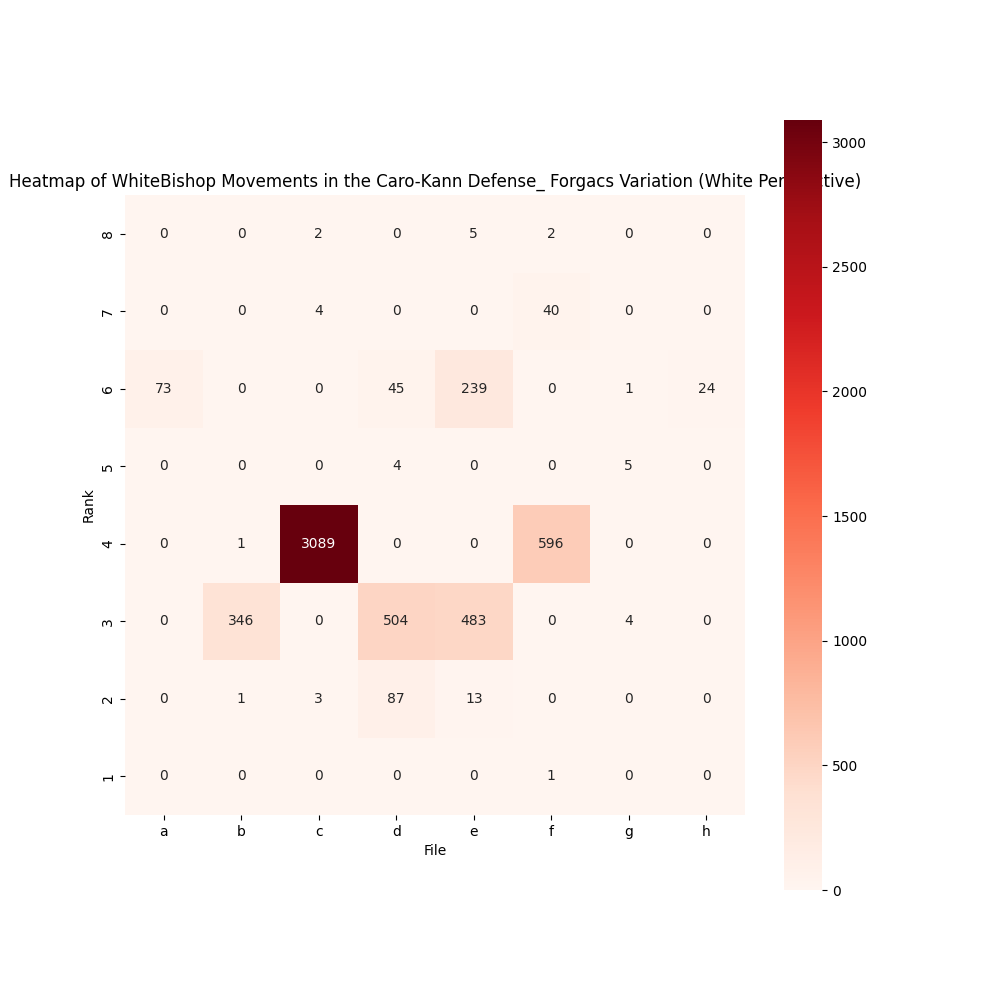 Heatmap of WhiteBishop Movements in the Caro-Kann Defense_ Forgacs Variation (White Per    tive)
8 0 0 2 0 5 2 0 0
7 0 0 4 0 0 40 0 0
6 73 0 0 45 239 0 1 24
5 0 0 0 4 0 0 5 0
4 0 1 3089 0 0 596 0 0
3 0 346 0 504 483 0 4 0
2 0 1 3 87 13 0 0 0
1 0 0 0 0 0 1 0 0
Rank
a b c d e f g h
File
3000
2500
2000
1500
1000
500
0